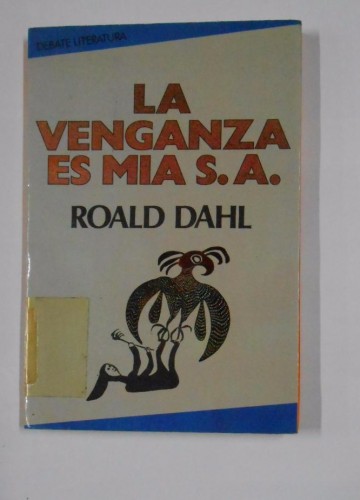 DEBATE LITERATURA
LA
VENGANZA
ES MIA S.A.
ROALD DAHL